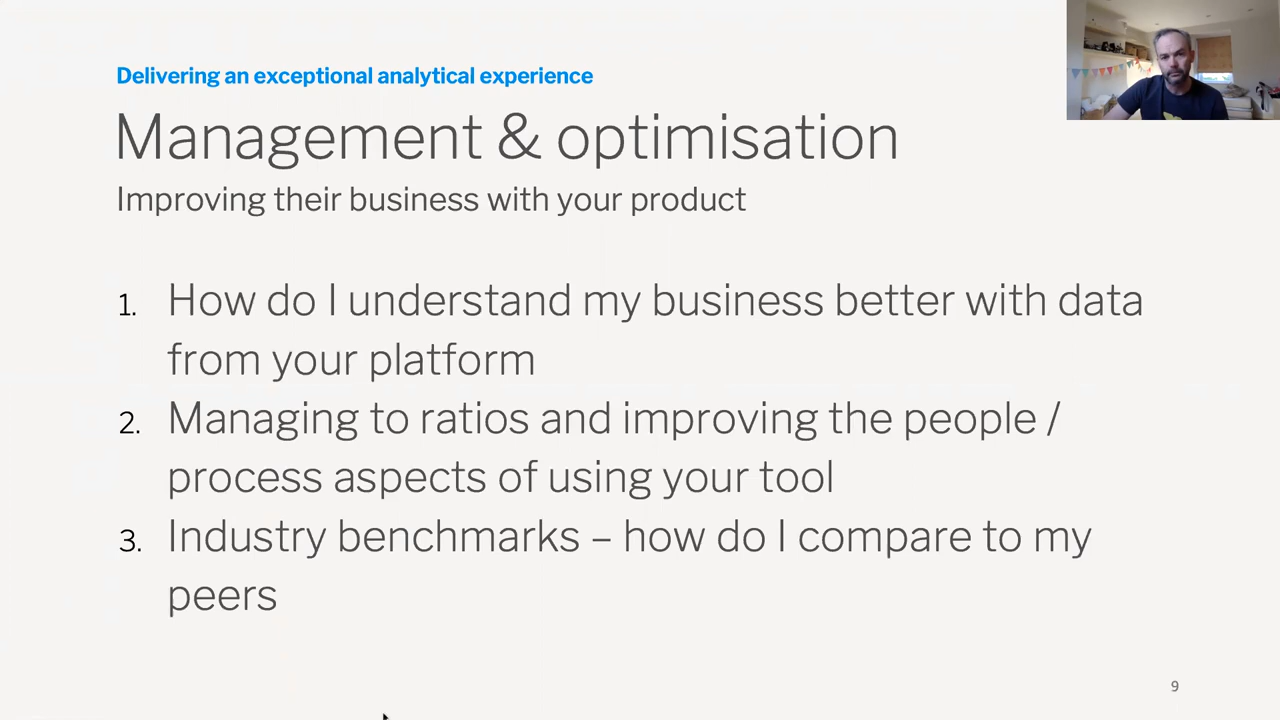 Delivering an exceptional analytical experience
Management & optimisation
Improving their business with your product
1. How do I understand my business better with data
from your platform
2. Managing to ratios and improving the people /
process aspects of using your tool
3. Industry benchmarks – how do I compare to my
peers
9